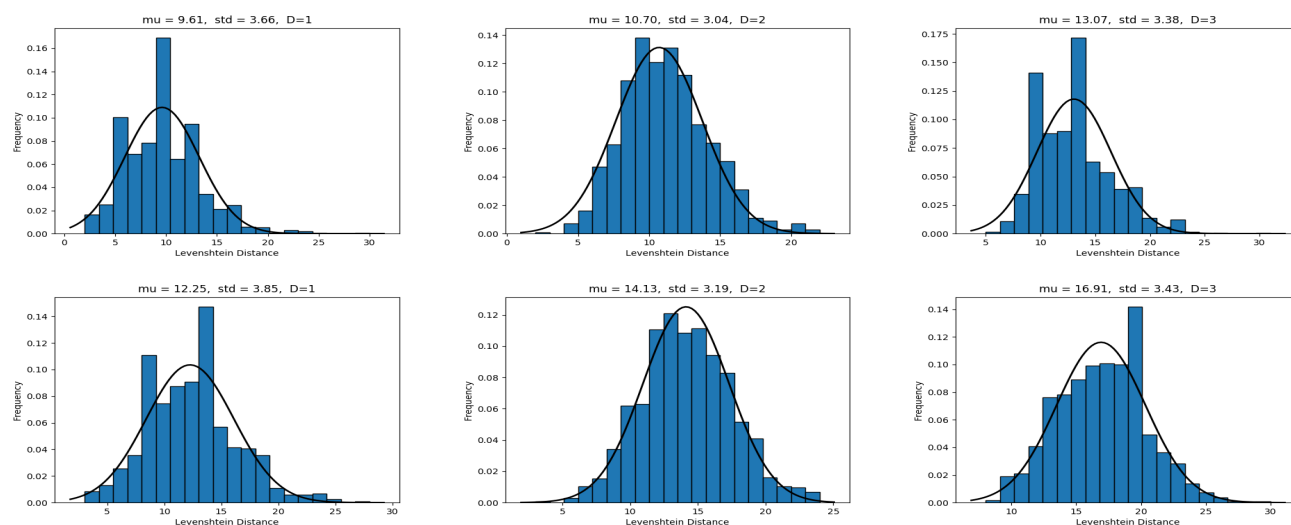 mu = 9.61, std = 3.66, D=1
0.16
0.14
0.12
0.10
0.08
0.06
0.04
0.02
0.00
Frequency
0 5 10 15 20 25 30
Levenshtein Distance
mu = 10.70, std = 3.04, D=2
0.14
0.12
0.10
0.08
0.06
0.04
0.02
0.00
Frequency
0 5 10 15 20
Levenshtein Distance
mu = 13.07, std = 3.38, D=3
0.175
0.150
0.125
0.100
0.075
0.050
0.025
0.000
Frequency
5 10 15 20 25 30
Levenshtein Distance
mu = 12.25, std = 3.85, D=1
0.14
0.12
0.10
0.08
0.06
0.04
0.02
0.00
Frequency
5 10 15 20 25 30
Levenshtein Distance
mu = 14.13, std = 3.19, D=2
0.12
0.10
0.08
0.06
0.04
0.02
0.00
Frequency
5 10 15 20 25
Levenshtein Distance
mu = 16.91, std = 3.43, D=3
0.14
0.12
0.10
0.08
0.06
0.04
0.02
0.00
Frequency
10 15 20 25 30
Levenshtein Distance